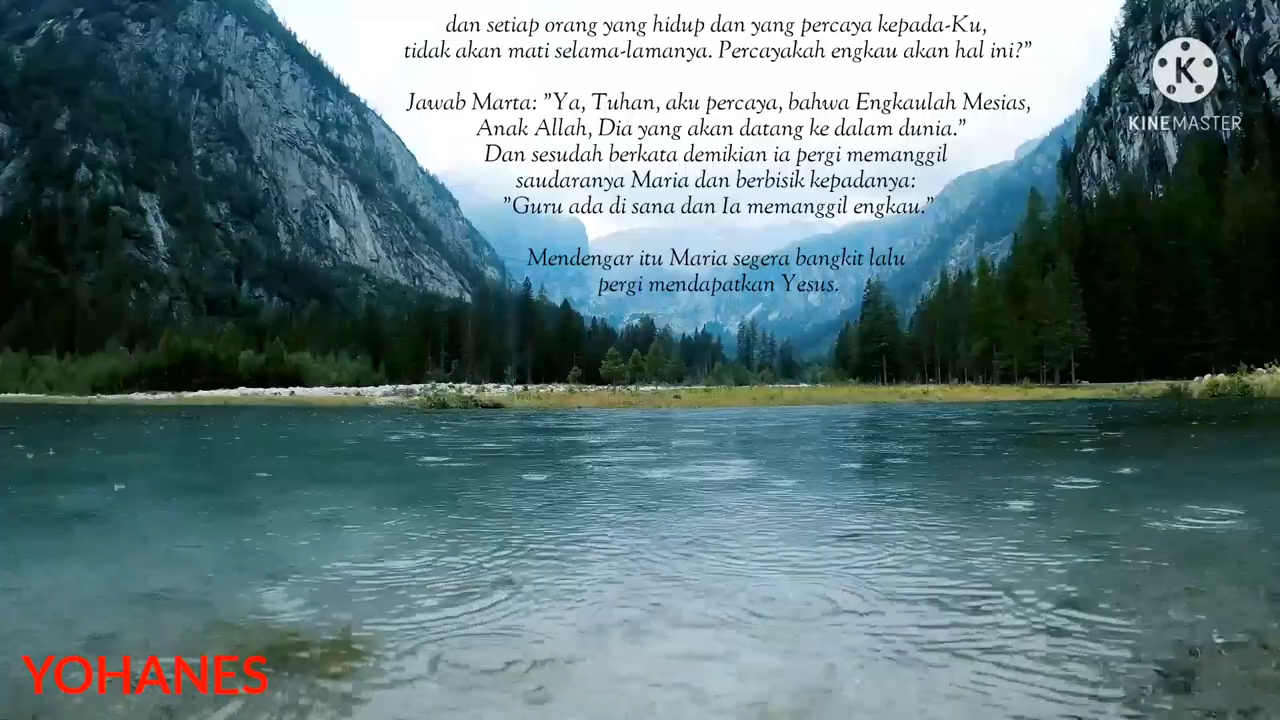 dan setiap orang yang hidup dan yang percaya kepada-Ku,
tidak akan mati selama-lamanya. Percayakah engkau akan hal ini?”
Jawab Marta: ”Ya, Tuhan, aku percaya, bahwa Engkaulah Mesias,
Anak Allah, Dia yang akan datang ke dalam dunia.”
Dan sesudah berkata demikian ia pergi memanggil
saudaranya Maria dan berbisik kepadanya:
”Guru ada di sana dan Ia memanggil engkau.”
Mendengar itu Maria segera bangkit lalu
pergi mendapatkan Yesus.
K
KINEMASTER
YOHANES